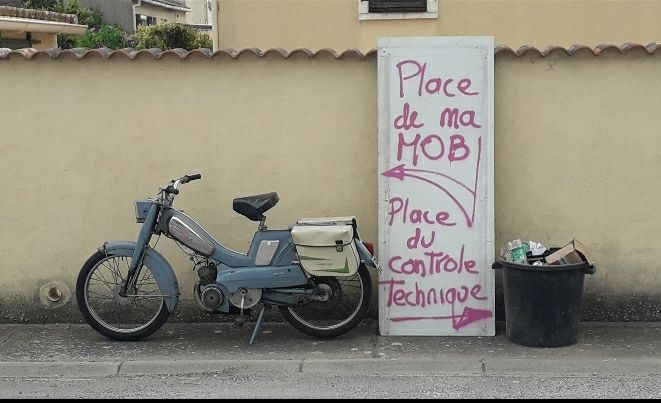 Place
de ma
MOB
Place
du
controle
Technique